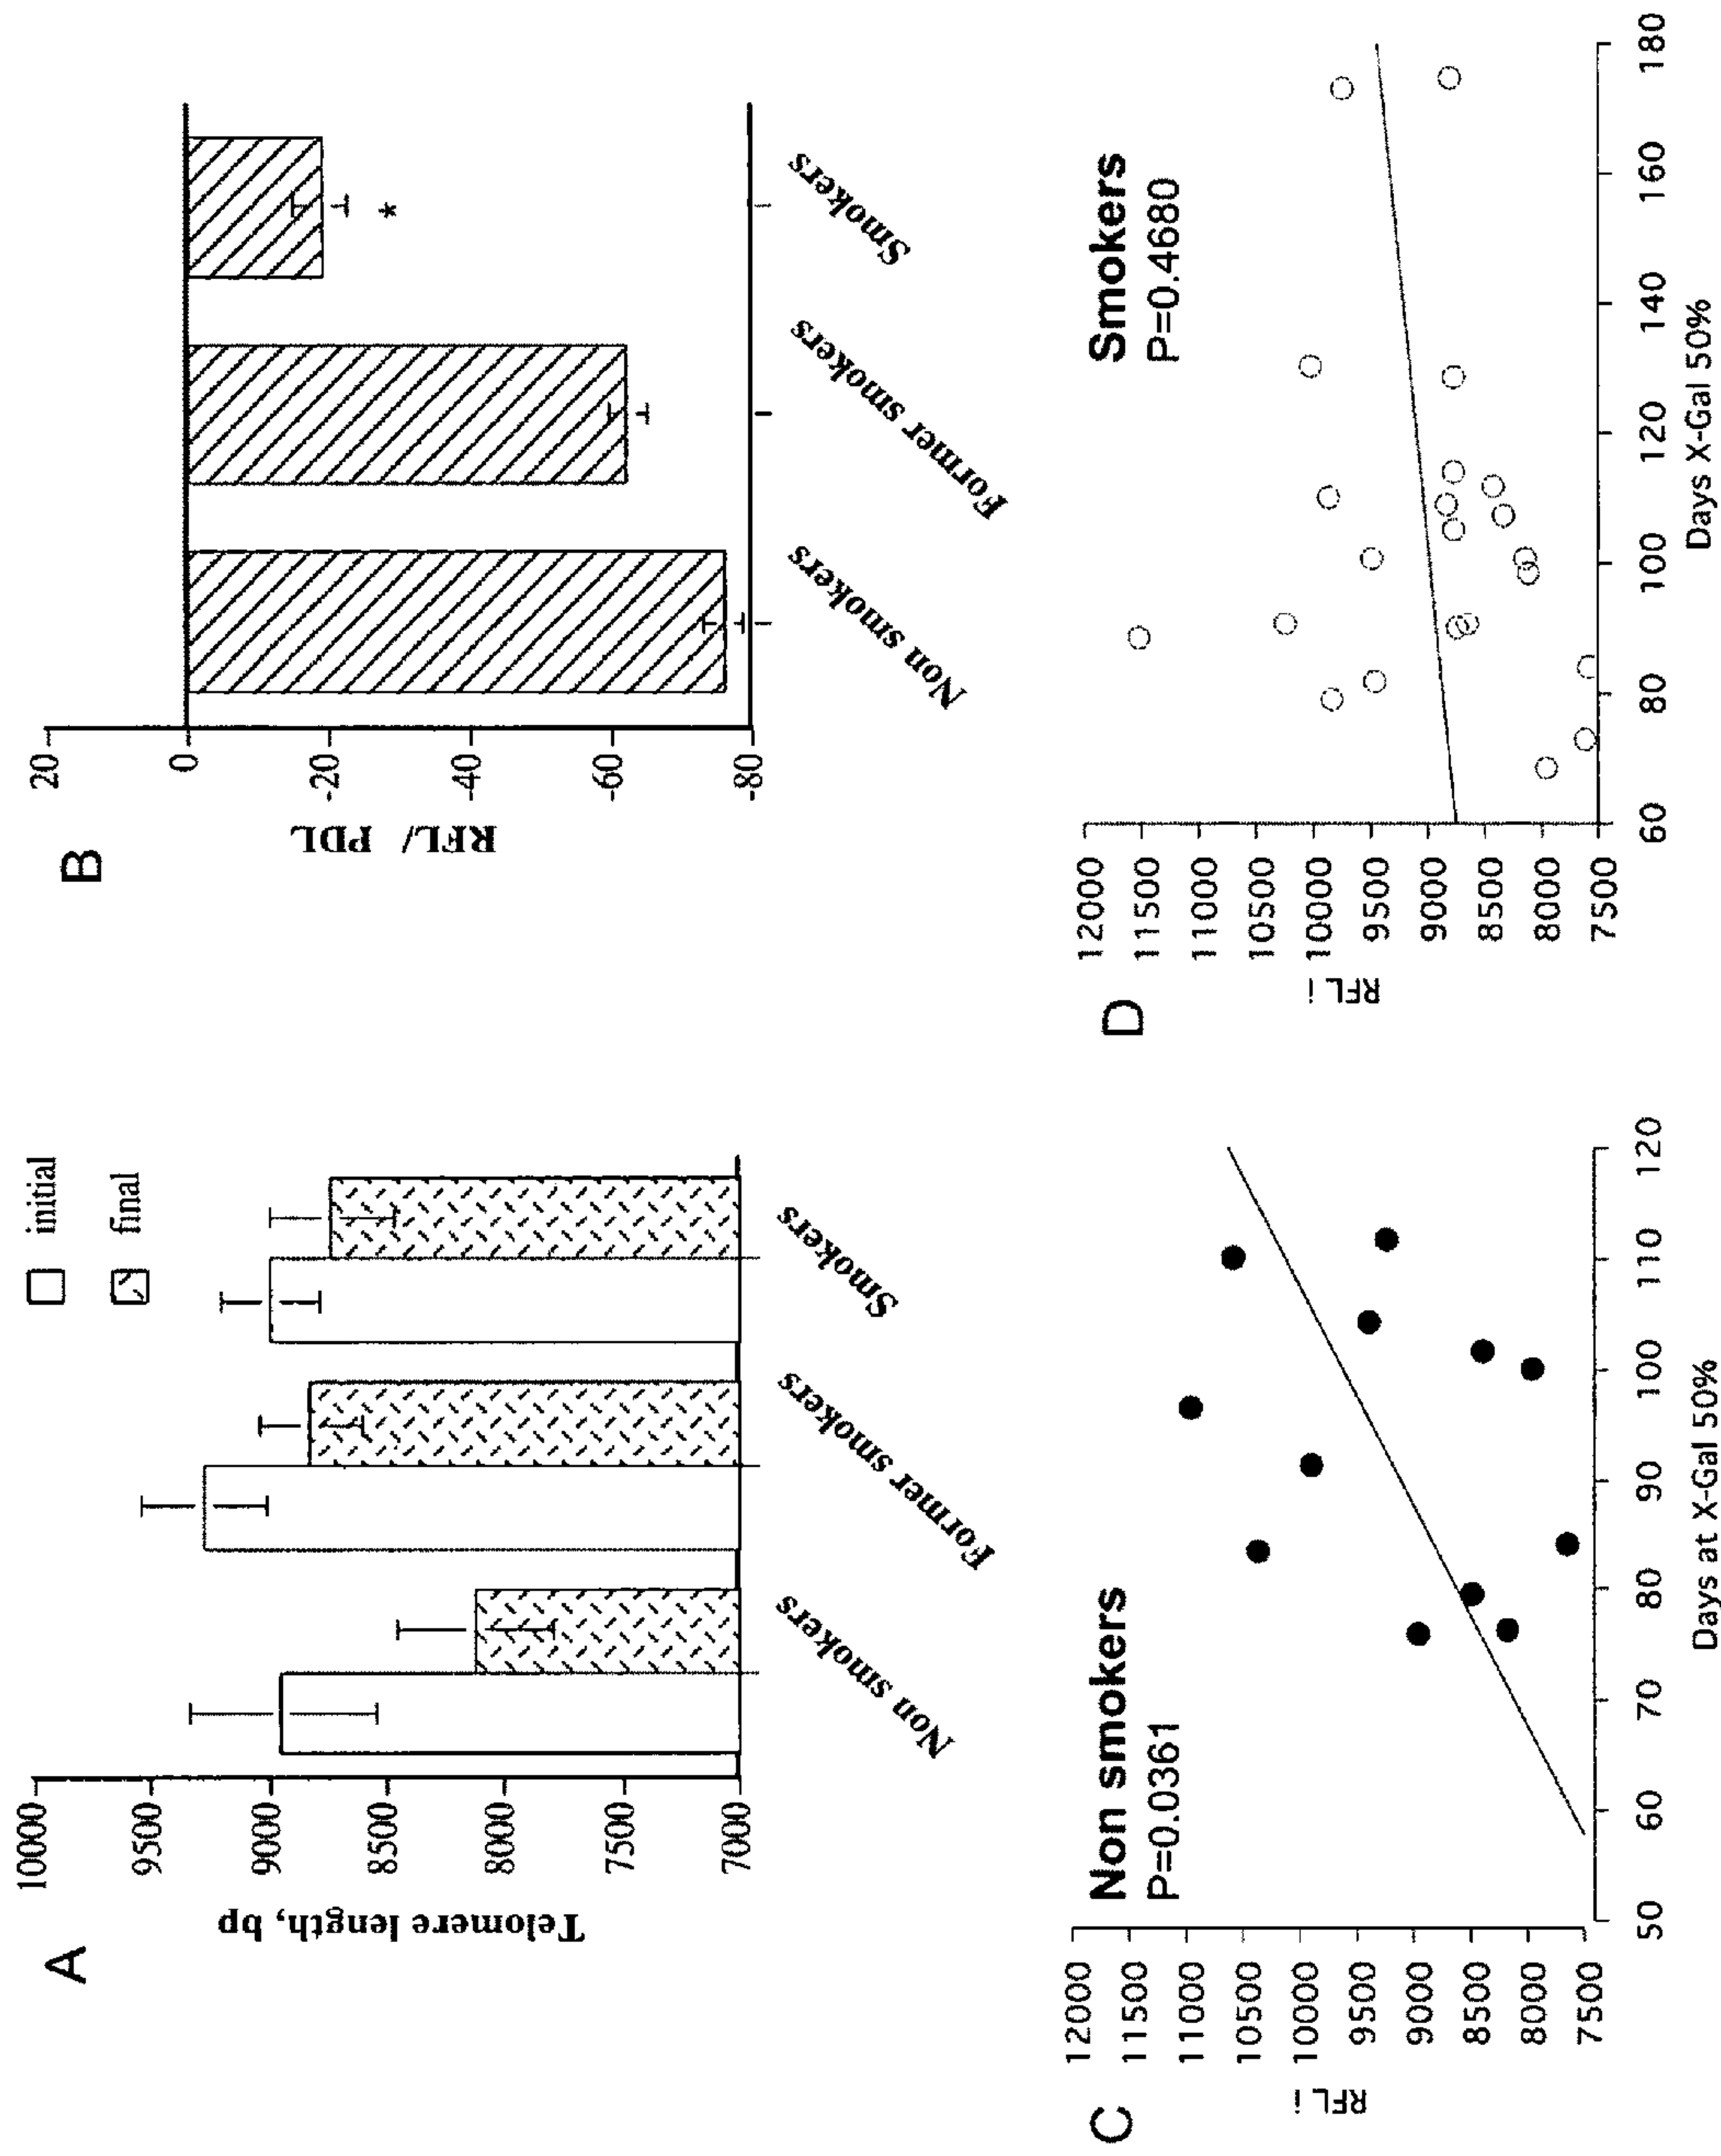 A
Telomere length, bp
10000
9500
9000
8500
8000
7500
7000
initial
final
Non smokers
Former smokers
Smokers
B
RFL/ PDL
20
0
-20
-40
-60
-80
*
Non smokers
Former smokers
Smokers
C
Non smokers
P=0.0361
RFL i
12000
11500
11000
10500
10000
9500
9000
8500
8000
7500
50 60 70 80 90 100 110 120
Days at X-Gal 50%
D
Smokers
P=0.4680
RFL i
12000
11500
11000
10500
10000
9500
9000
8500
8000
7500
60 80 100 120 140 160 180
Days X-Gal 50%